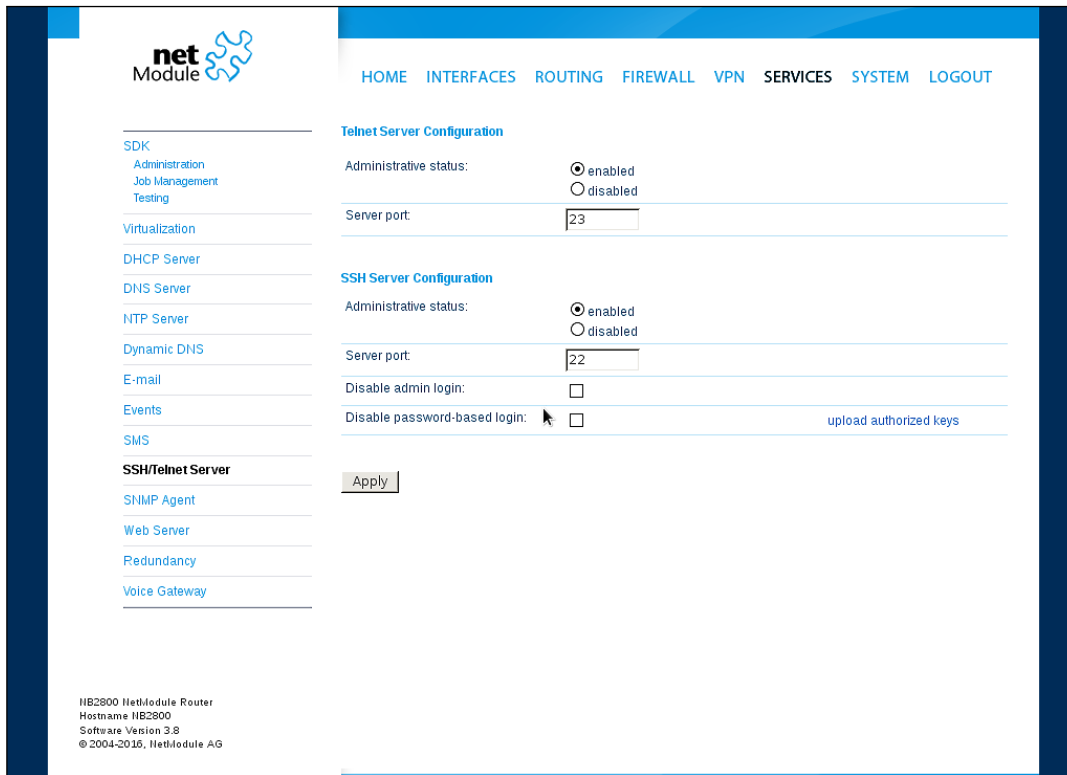 net
Module
HOME INTERFACES ROUTING FIREWALL VPN SERVICES SYSTEM LOGOUT
SDK
Administration
Job Management
Testing
Virtualization
DHCP Server
DNS Server
NTP Server
Dynamic DNS
E-mail
Events
SMS
SSH/Telnet Server
SNMP Agent
Web Server
Redundancy
Voice Gateway
Telnet Server Configuration
Administrative status:
enabled
disabled
Server port: 23
SSH Server Configuration
Administrative status:
enabled
disabled
Server port: 22
Disable admin login:
Disable password-based login: upload authorized keys
Apply
NB2800 NetModule Router
Hostname NB2800
Software Version 3.8
© 2004-2016, NetModule AG